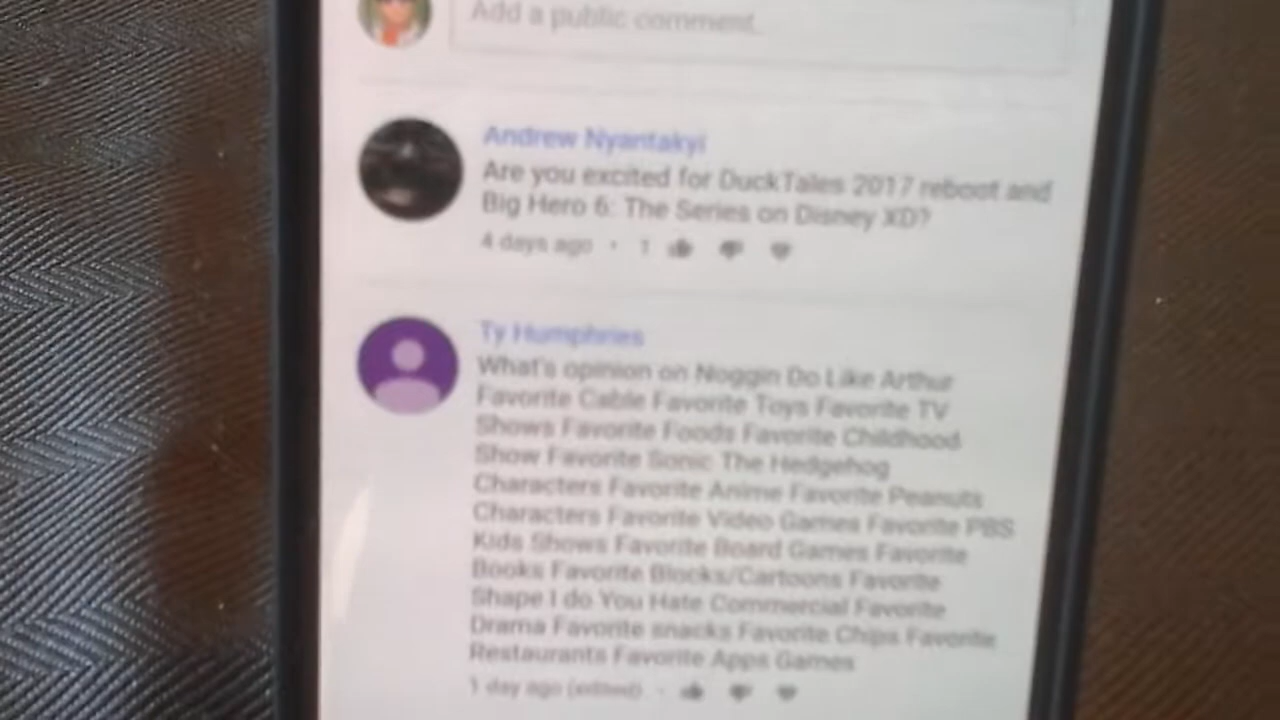 Add a public comment...
Andrew Nyantakyi
Are you excited for DuckTales 2017 reboot and
Big Hero 6: The Series on Disney XD?
4 days ago · 1
Ty Humphries
What's opinion on Noggin Do Like Arthur
Favorite Cable Favorite Toys Favorite TV
Shows Favorite Foods Favorite Childhood
Show Favorite Sonic The Hedgehog
Characters Favorite Anime Favorite Peanuts
Characters Favorite Video Games Favorite PBS
Kids Shows Favorite Board Games Favorite
Books Favorite Blocks/Cartoons Favorite
Shape I do You Hate Commercial Favorite
Drama Favorite snacks Favorite Chips Favorite
Restaurants Favorite Apps Games
1 day ago (edited) ·